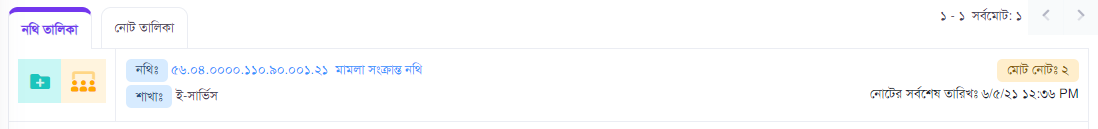 নথি তালিকা
নোট তালিকা
১ - ১ সর্বমোট: ১
নথিঃ ৫৬.০৪.০০০০.১১০.৯০.০০১.২১ মামলা সংক্রান্ত নথি
মোট নোটঃ ২
শাখাঃ ই-সার্ভিস
নোটের সর্বশেষ তারিখঃ ৬/৫/২১ ১২:৩৬ PM